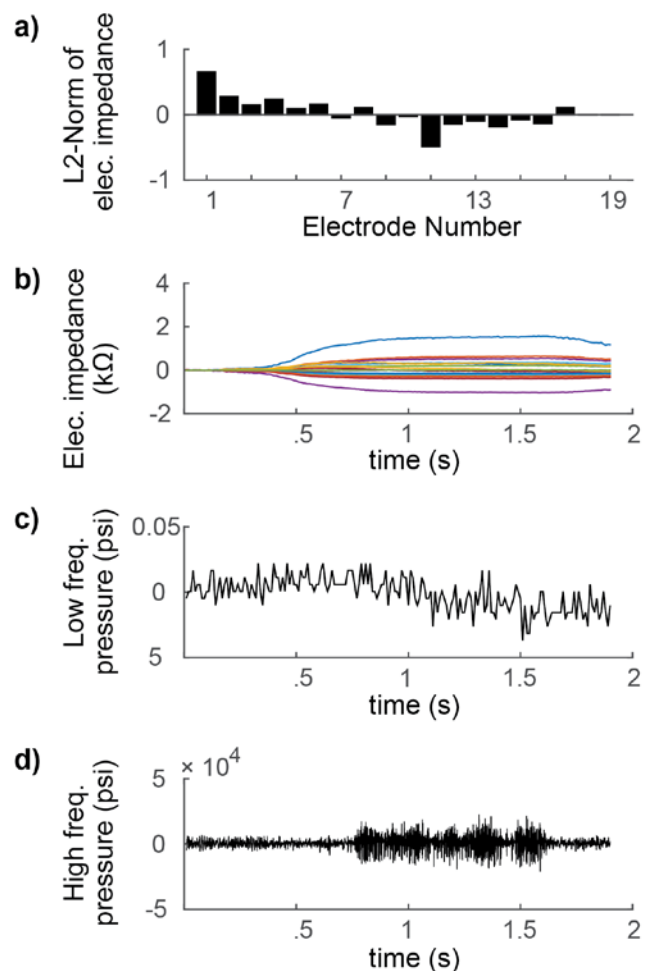 a)
L2-Norm of
elec. impedance
1
0
-1
1 7 13 19
Electrode Number
b)
Elec. impedance
(kΩ)
4
2
0
-2
.5 1 1.5 2
time (s)
c)
Low freq.
pressure (psi)
0.05
0
5
.5 1 1.5 2
time (s)
d)
× 10⁴
High freq.
pressure (psi)
5
0
-5
.5 1 1.5 2
time (s)